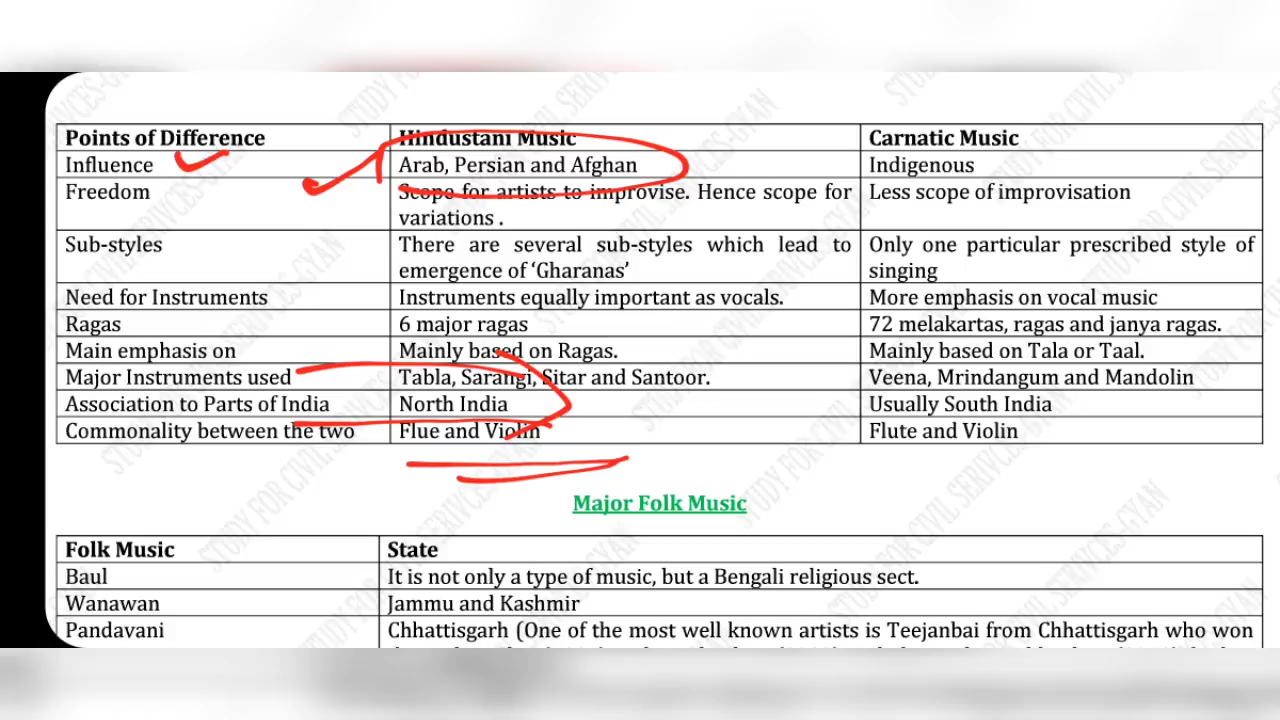 Points of Difference Hindustani Music Carnatic Music
Influence Arab, Persian and Afghan Indigenous
Freedom Scope for artists to improvise. Hence scope for Less scope of improvisation
variations .
Sub-styles There are several sub-styles which lead to Only one particular prescribed style of
emergence of ‘Gharanas’ singing
Need for Instruments Instruments equally important as vocals. More emphasis on vocal music
Ragas 6 major ragas 72 melakartas, ragas and janya ragas.
Main emphasis on Mainly based on Ragas. Mainly based on Tala or Taal.
Major Instruments used Tabla, Sarangi, Sitar and Santoor. Veena, Mrindangum and Mandolin
Association to Parts of India North India Usually South India
Commonality between the two Flue and Violin Flute and Violin
Major Folk Music
Folk Music State
Baul It is not only a type of music, but a Bengali religious sect.
Wanawan Jammu and Kashmir
Pandavani Chhattisgarh (One of the most well known artists is Teejanbai from Chhattisgarh who won